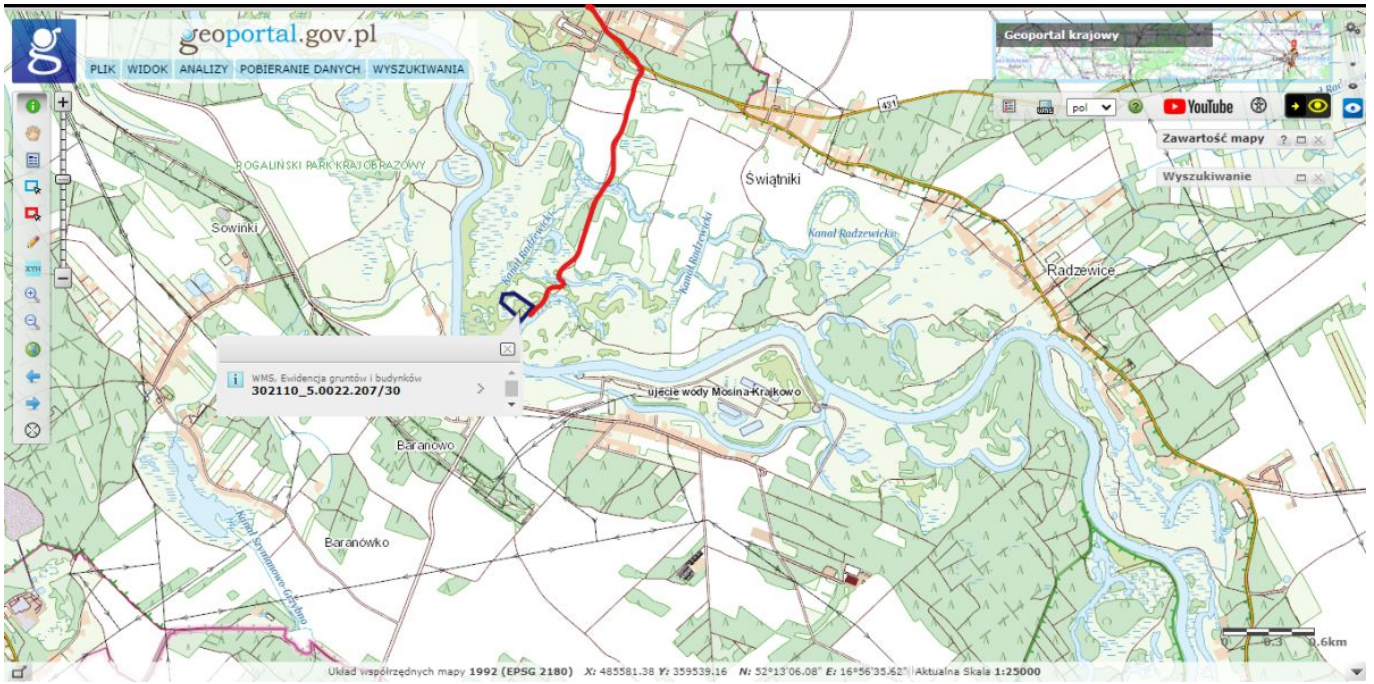 geoportal.gov.pl
PLIK WIDOK ANALIZY POBIERANIE DANYCH WYSZUKIWANIA
Geoportal krajowy
pol
YouTube
Zawartość mapy
Wyszukiwanie
XYH
431
ROGALIŃSKI PARK KRAJOBRAZOWY
Świątniki
Sowinki
Kanał Radzewicki
Kanał Radzewicki
Kanał Radzewicki
Radzewice
WMS, Ewidencja gruntów i budynków
302110_5.0022.207/30
ujęcie wody Mosina-Krajkowo
Baranowo
Baranówko
Kanał Szymanowo-Grzybno
0 0.3 0.6km
Układ współrzędnych mapy 1992 (EPSG 2180) X: 485581.38 Y: 359539.16 N: 52°13'06.08" E: 16°56'35.62" Aktualna Skala 1:25000